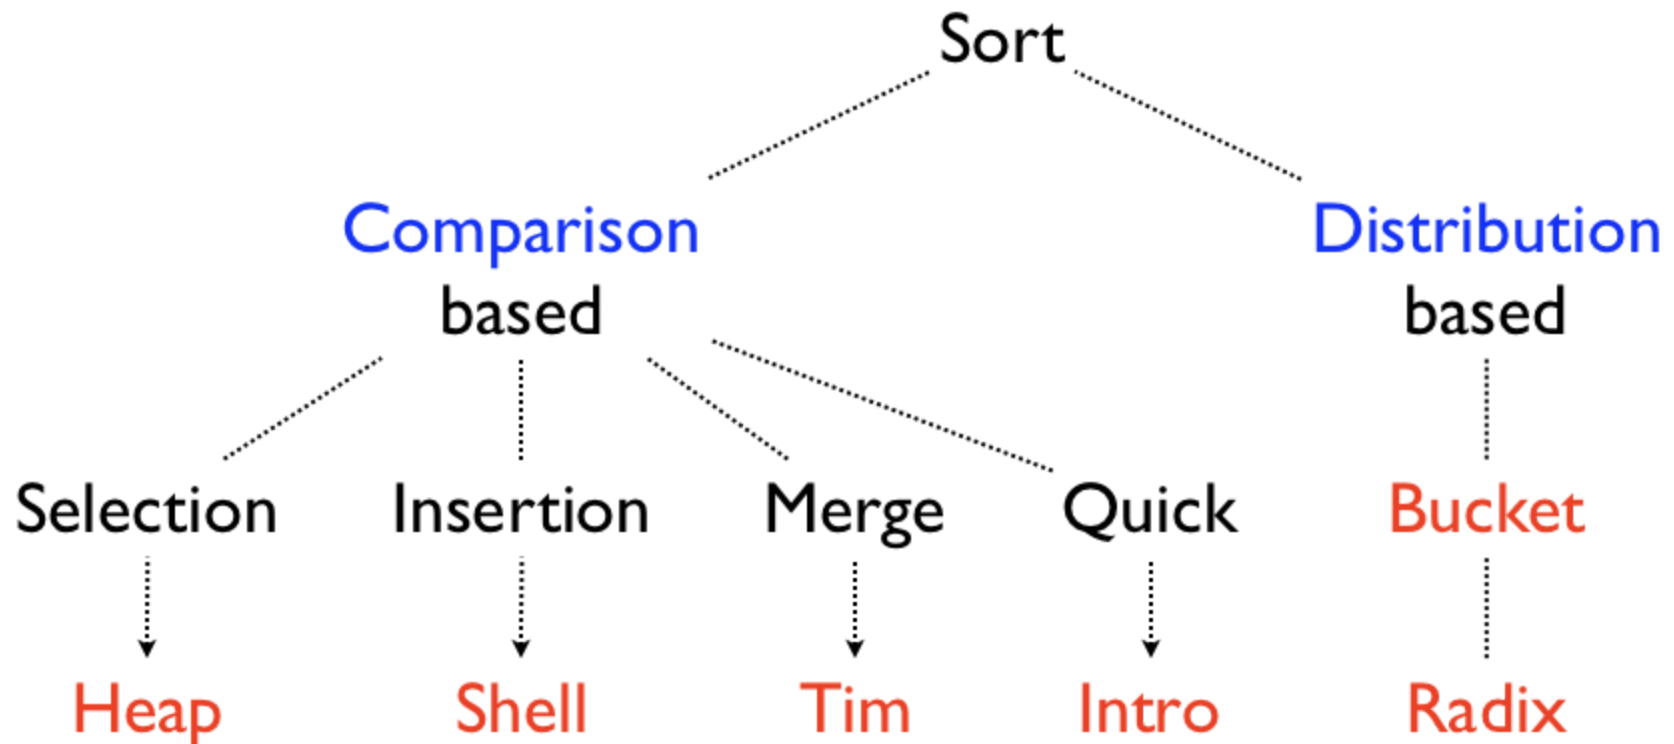 Sort
Comparison
based
Distribution
based
Selection
Insertion
Merge
Quick
Bucket
Heap
Shell
Tim
Intro
Radix